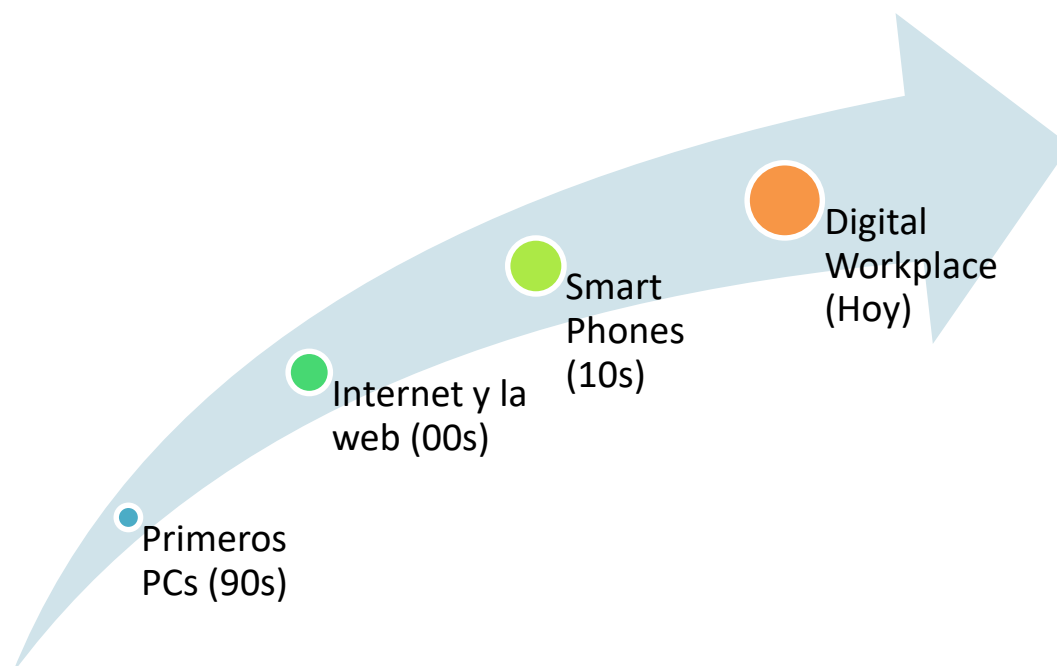 Primeros
PCs (90s)
Internet y la
web (00s)
Smart
Phones
(10s)
Digital
Workplace
(Hoy)